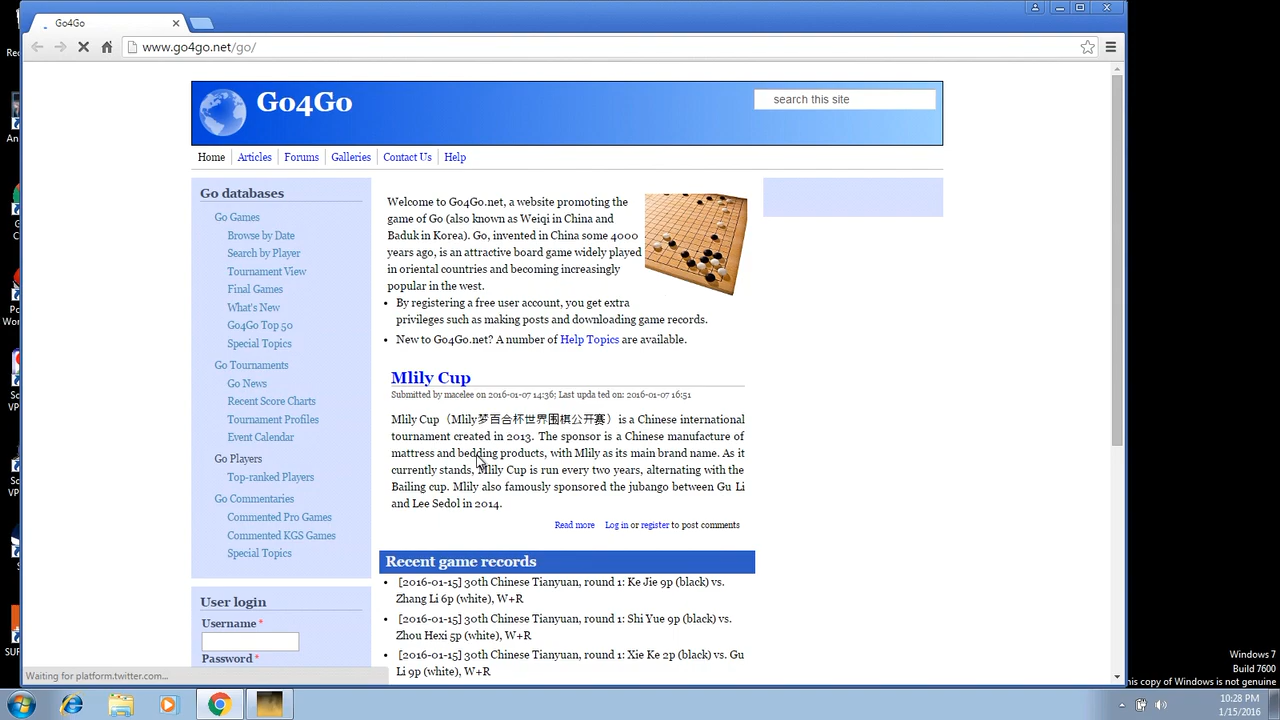 Go4Go
www.go4go.net/go/
Go4Go
search this site
Home Articles Forums Galleries Contact Us Help
Go databases
Go Games
Browse by Date
Search by Player
Tournament View
Final Games
What's New
Go4Go Top 50
Special Topics
Go Tournaments
Go News
Recent Score Charts
Tournament Profiles
Event Calendar
Go Players
Top-ranked Players
Go Commentaries
Commented Pro Games
Commented KGS Games
Special Topics
User login
Username *
Password *
Welcome to Go4Go.net, a website promoting the
game of Go (also known as Weiqi in China and
Baduk in Korea). Go, invented in China some 4000
years ago, is an attractive board game widely played
in oriental countries and becoming increasingly
popular in the west.
By registering a free user account, you get extra
privileges such as making posts and downloading game records.
New to Go4Go.net? A number of Help Topics are available.
Mlily Cup
Submitted by macelee on 2016-01-07 14:36; Last upda ted on: 2016-01-07 16:51
Mlily Cup（Mlily梦百合杯世界围棋公开赛）is a Chinese international
tournament created in 2013. The sponsor is a Chinese manufacture of
mattress and bedding products, with Mlily as its main brand name. As it
currently stands, Mlily Cup is run every two years, alternating with the
Bailing cup. Mlily also famously sponsored the jubango between Gu Li
and Lee Sedol in 2014.
Read more Log in or register to post comments
Recent game records
[2016-01-15] 30th Chinese Tianyuan, round 1: Ke Jie 9p (black) vs.
Zhang Li 6p (white), W+R
[2016-01-15] 30th Chinese Tianyuan, round 1: Shi Yue 9p (black) vs.
Zhou Hexi 5p (white), W+R
[2016-01-15] 30th Chinese Tianyuan, round 1: Xie Ke 2p (black) vs. Gu
Li 9p (white), W+R
Waiting for platform.twitter.com...
Windows 7
Build 7600
his copy of Windows is not genuine
10:28 PM
1/15/2016